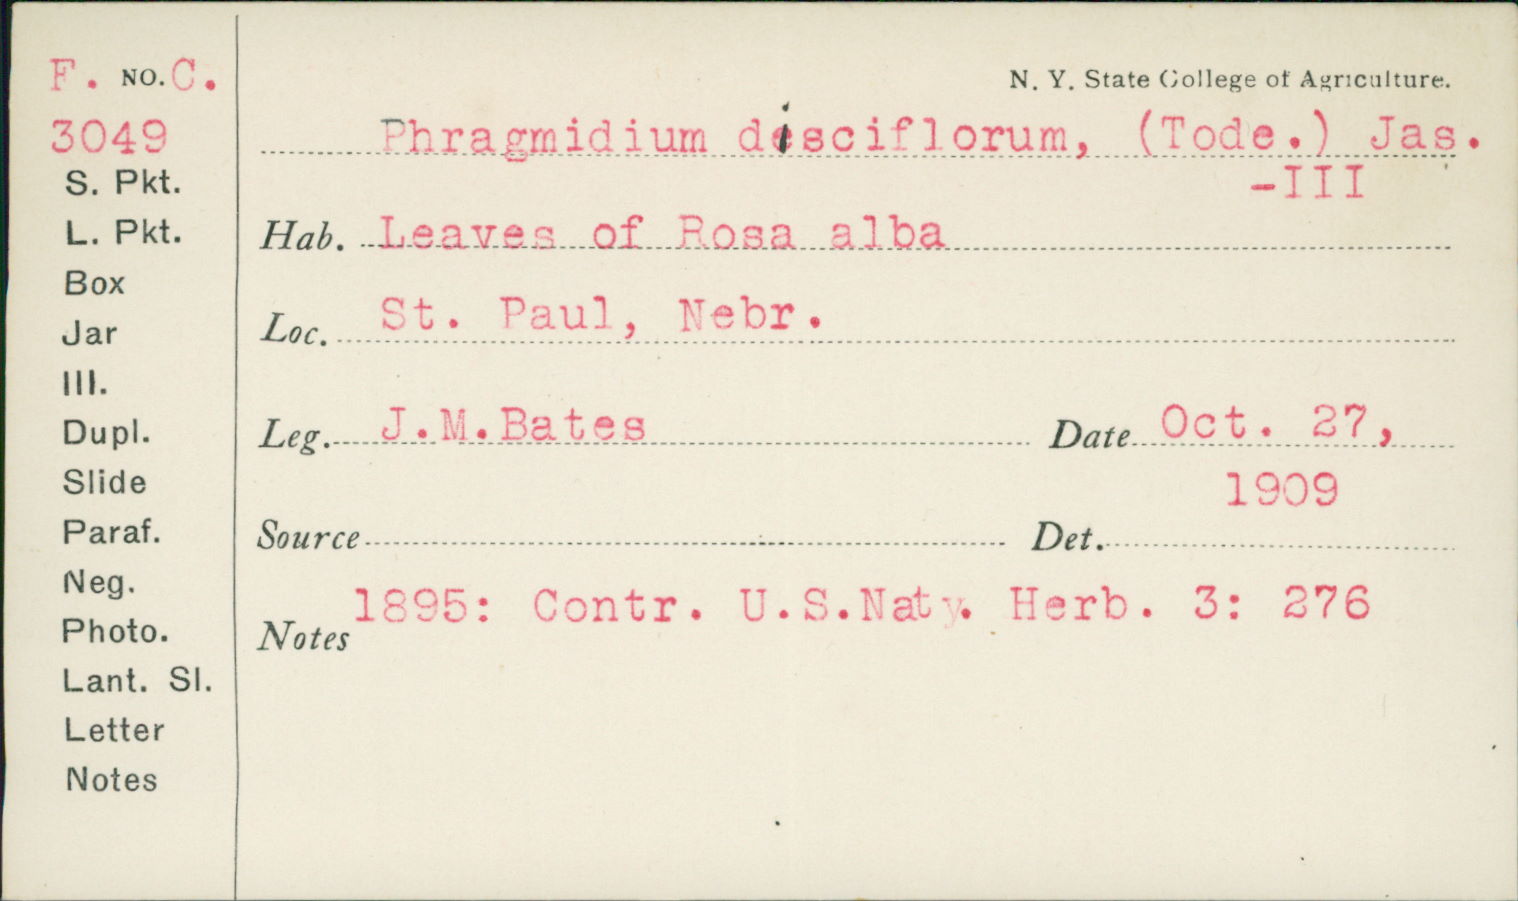 F. NO. C.
3049
S. Pkt.
L. Pkt.
Box
Jar
Ill.
Dupl.
Slide
Paraf.
Neg.
Photo.
Lant. Sl.
Letter
Notes
N. Y. State College of Agriculture.
Phragmidium disciflorum, (Tode.) Jas.
-III
Hab. Leaves of Rosa alba
Loc. St. Paul, Nebr.
Leg. J.M.Bates Date Oct. 27,
1909
Source Det.
Notes 1895: Contr. U.S.Naty. Herb. 3: 276